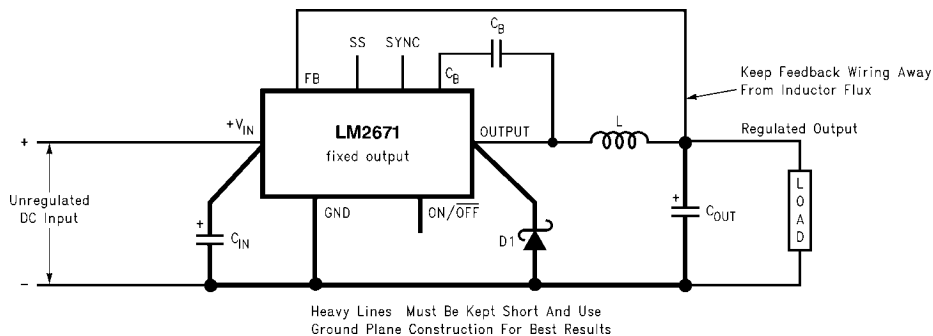 C_B
SS
SYNC
FB
C_B
Keep Feedback Wiring Away
From Inductor Flux
+V_IN
LM2671
fixed output
OUTPUT
L
Regulated Output
+
Unregulated
DC Input
−
+
C_IN
GND
ON/O̅F̅F̅
D1
+
C_OUT
LOAD
Heavy Lines Must Be Kept Short And Use
Ground Plane Construction For Best Results